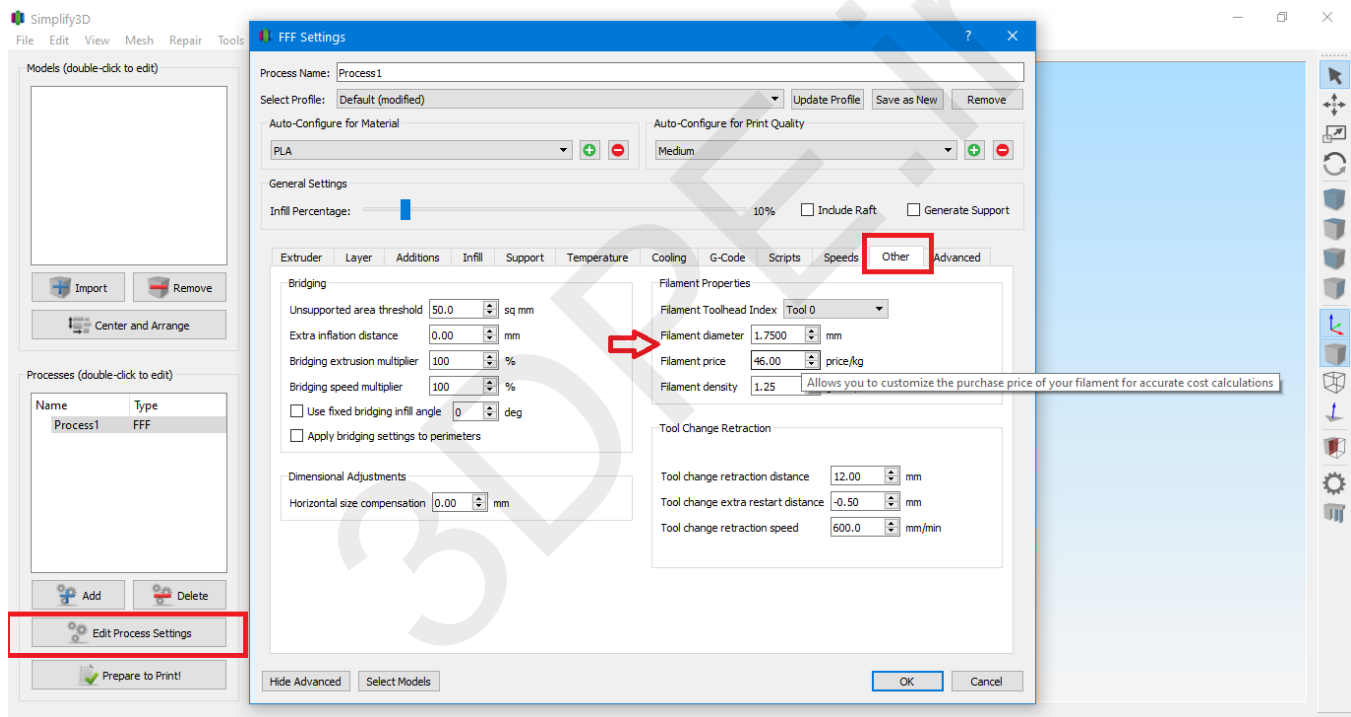 Simplify3D
File Edit View Mesh Repair Tools
Models (double-click to edit)
Import
Remove
Center and Arrange
Processes (double-click to edit)
Name Type
Process1 FFF
Add
Delete
Edit Process Settings
Prepare to Print!
FFF Settings
Process Name: Process1
Select Profile: Default (modified) Update Profile Save as New Remove
Auto-Configure for Material
PLA
Auto-Configure for Print Quality
Medium
General Settings
Infill Percentage: 10% Include Raft Generate Support
Extruder Layer Additions Infill Support Temperature Cooling G-Code Scripts Speeds Other Advanced
Bridging
Unsupported area threshold 50.0 sq mm
Extra inflation distance 0.00 mm
Bridging extrusion multiplier 100 %
Bridging speed multiplier 100 %
Use fixed bridging infill angle 0 deg
Apply bridging settings to perimeters
Dimensional Adjustments
Horizontal size compensation 0.00 mm
Filament Properties
Filament Toolhead Index Tool 0
Filament diameter 1.7500 mm
Filament price 46.00 price/kg
Filament density 1.25
Allows you to customize the purchase price of your filament for accurate cost calculations
Tool Change Retraction
Tool change retraction distance 12.00 mm
Tool change extra restart distance -0.50 mm
Tool change retraction speed 600.0 mm/min
Hide Advanced Select Models OK Cancel
3DPE.in